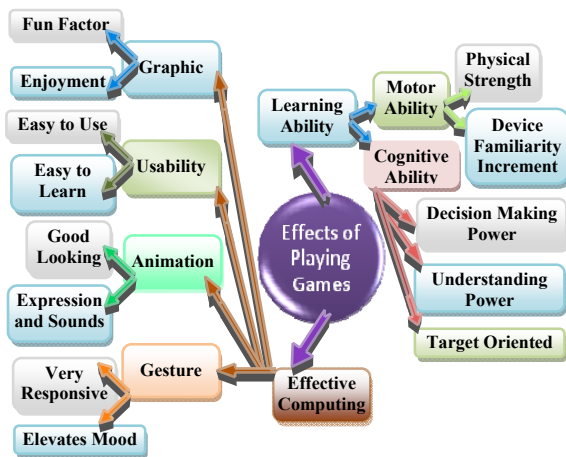 Fun Factor
Enjoyment
Graphic
Easy to Use
Easy to
Learn
Usability
Good
Looking
Expression
and Sounds
Animation
Very
Responsive
Elevates Mood
Gesture
Effective
Computing
Effects of
Playing
Games
Learning
Ability
Motor
Ability
Physical
Strength
Device
Familiarity
Increment
Cognitive
Ability
Decision Making
Power
Understanding
Power
Target Oriented